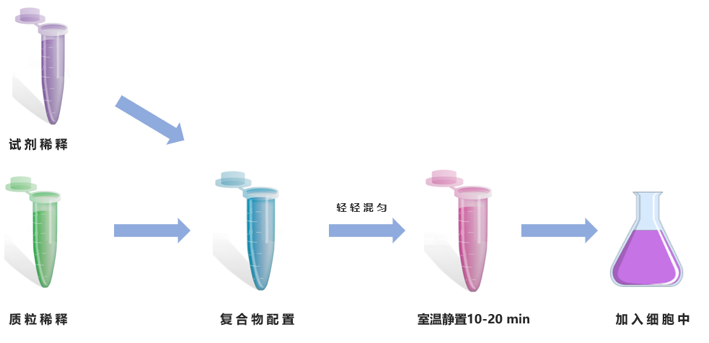 试剂稀释
轻轻混匀
质粒稀释
复合物配置
室温静置10-20 min
加入细胞中